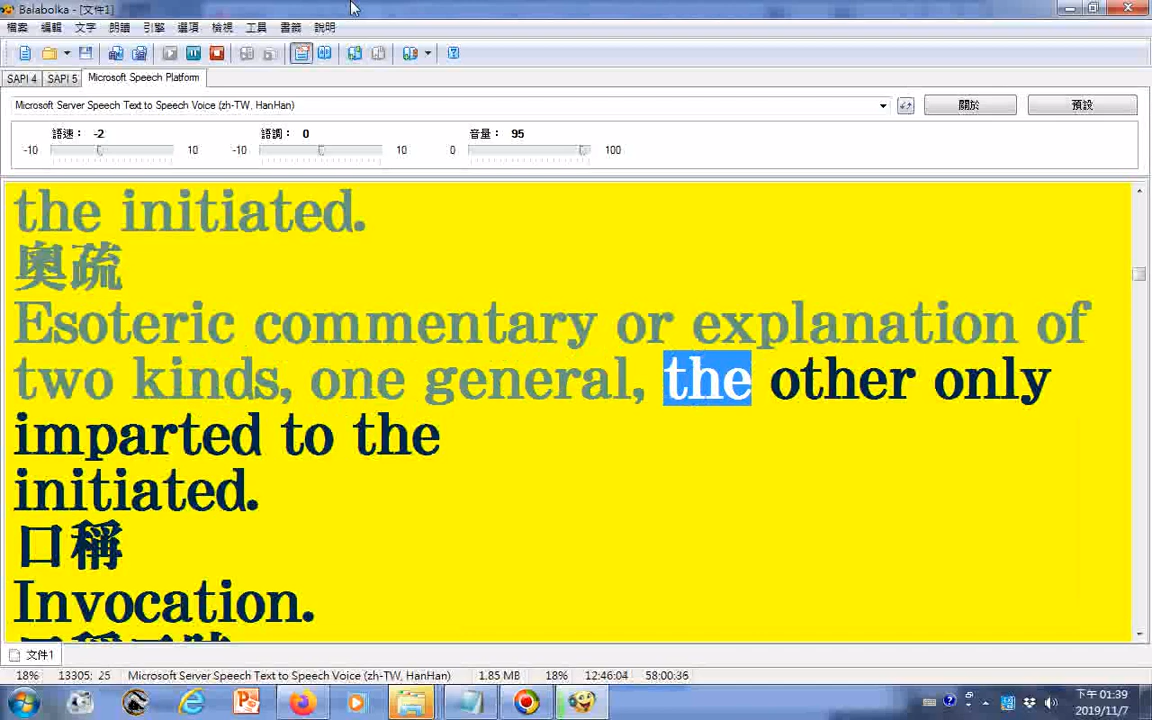 Balabolka - [文件1]
檔案 編輯 文字 朗讀 引擎 選項 檢視 工具 書籤 說明
SAPI 4 SAPI 5 Microsoft Speech Platform
Microsoft Server Speech Text to Speech Voice (zh-TW, HanHan) 關於 預設
語速： -2 語調： 0 音量： 95
-10 10 -10 10 0 100
the initiated.
奧疏
Esoteric commentary or explanation of
two kinds, one general, the other only
imparted to the
initiated.
口稱
Invocation.
文件1
18% 13305: 25 Microsoft Server Speech Text to Speech Voice (zh-TW, HanHan) 1.85 MB 18% 12:46:04 58:00:36
下午 01:39
2019/11/7